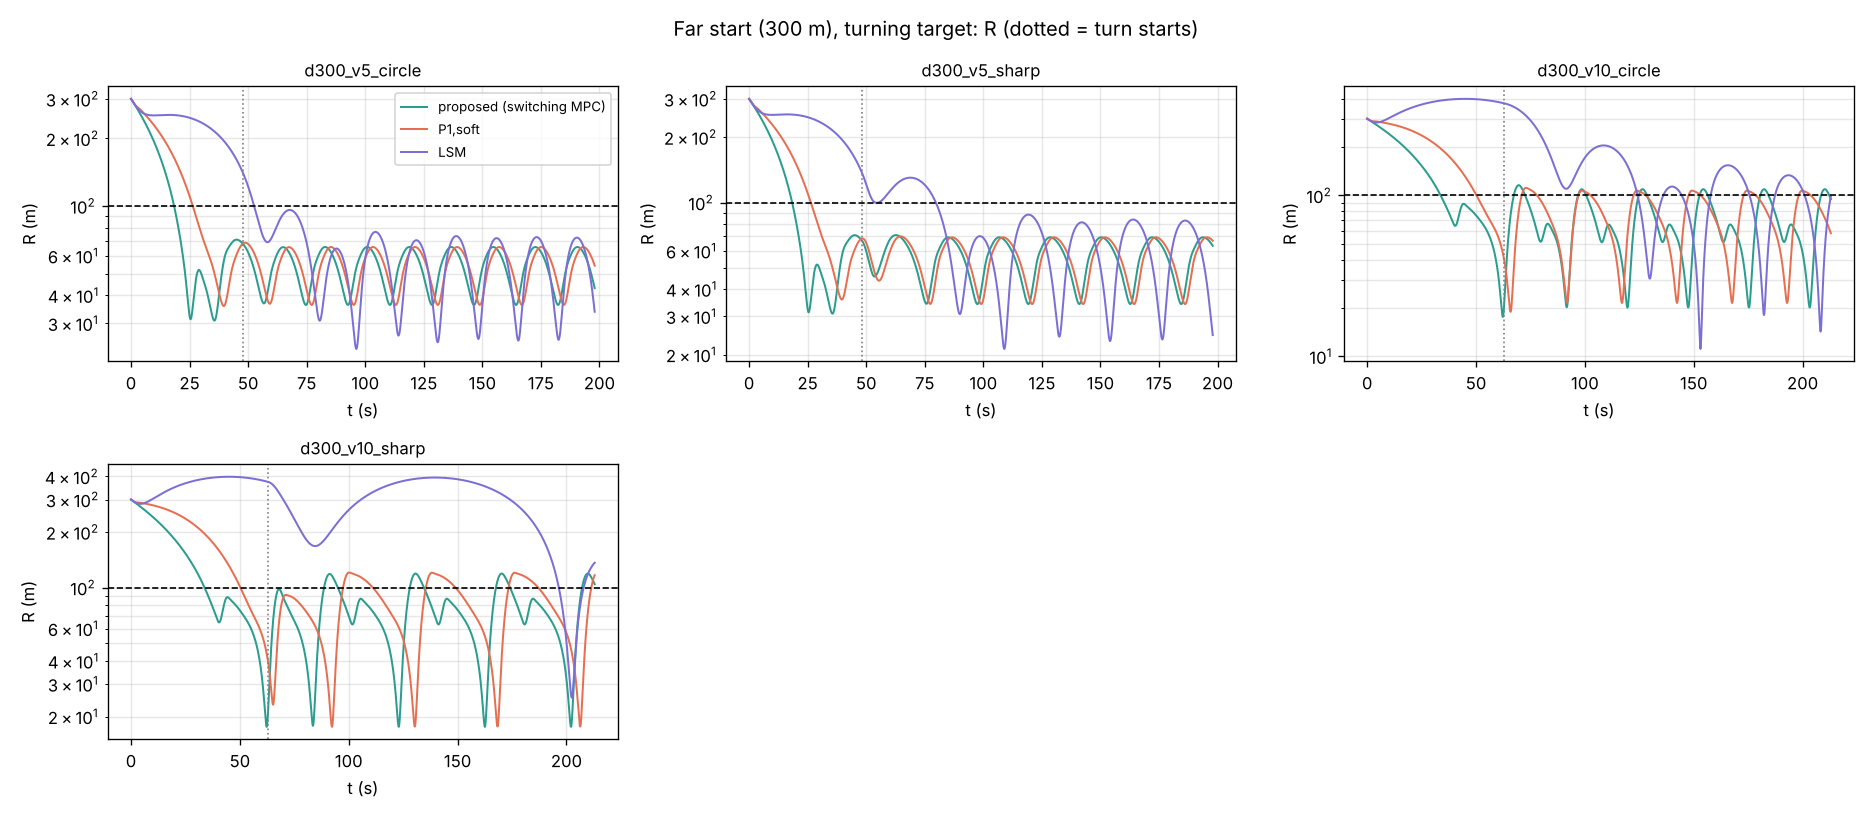 Far start (300 m), turning target: R (dotted = turn starts)
d300_v5_circle
3 × 10²
2 × 10²
10²
6 × 10¹
4 × 10¹
3 × 10¹
R (m)
proposed (switching MPC)
P1,soft
LSM
0 25 50 75 100 125 150 175 200
t (s)
d300_v5_sharp
3 × 10²
2 × 10²
10²
6 × 10¹
4 × 10¹
3 × 10¹
2 × 10¹
R (m)
0 25 50 75 100 125 150 175 200
t (s)
d300_v10_circle
10²
10¹
R (m)
0 50 100 150 200
t (s)
d300_v10_sharp
4 × 10²
3 × 10²
2 × 10²
10²
6 × 10¹
4 × 10¹
3 × 10¹
2 × 10¹
R (m)
0 50 100 150 200
t (s)